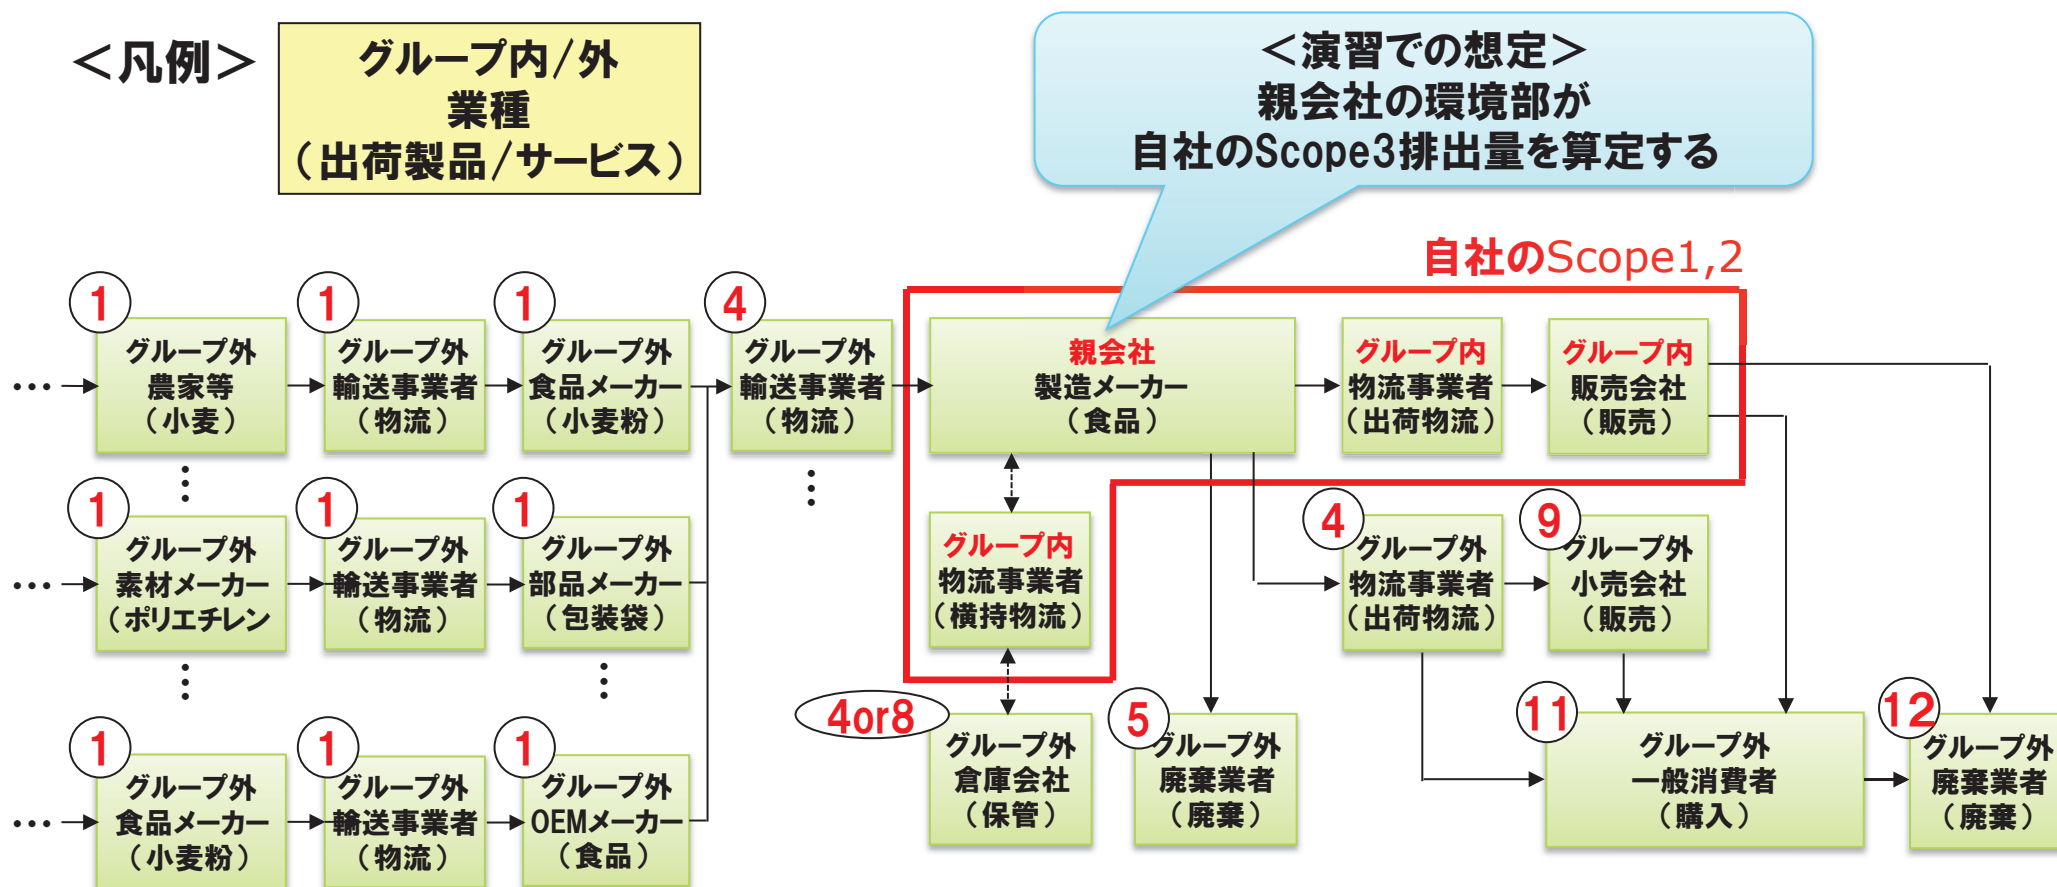 ＜凡例＞
グループ内/外
業種
（出荷製品/サービス）
＜演習での想定＞
親会社の環境部が
自社のScope3排出量を算定する
自社のScope1,2
1
グループ外
農家等
（小麦）
1
グループ外
輸送事業者
（物流）
1
グループ外
食品メーカー
（小麦粉）
4
グループ外
輸送事業者
（物流）
親会社
製造メーカー
（食品）
グループ内
物流事業者
（出荷物流）
グループ内
販売会社
（販売）
…
⋮
⋮
1
グループ外
素材メーカー
（ポリエチレン
1
グループ外
輸送事業者
（物流）
1
グループ外
部品メーカー
（包装袋）
グループ内
物流事業者
（横持物流）
4
グループ外
物流事業者
（出荷物流）
9
グループ外
小売会社
（販売）
…
⋮
⋮
1
グループ外
食品メーカー
（小麦粉）
1
グループ外
輸送事業者
（物流）
1
グループ外
OEMメーカー
（食品）
4or8
グループ外
倉庫会社
（保管）
5
グループ外
廃棄業者
（廃棄）
11
グループ外
一般消費者
（購入）
12
グループ外
廃棄業者
（廃棄）
…